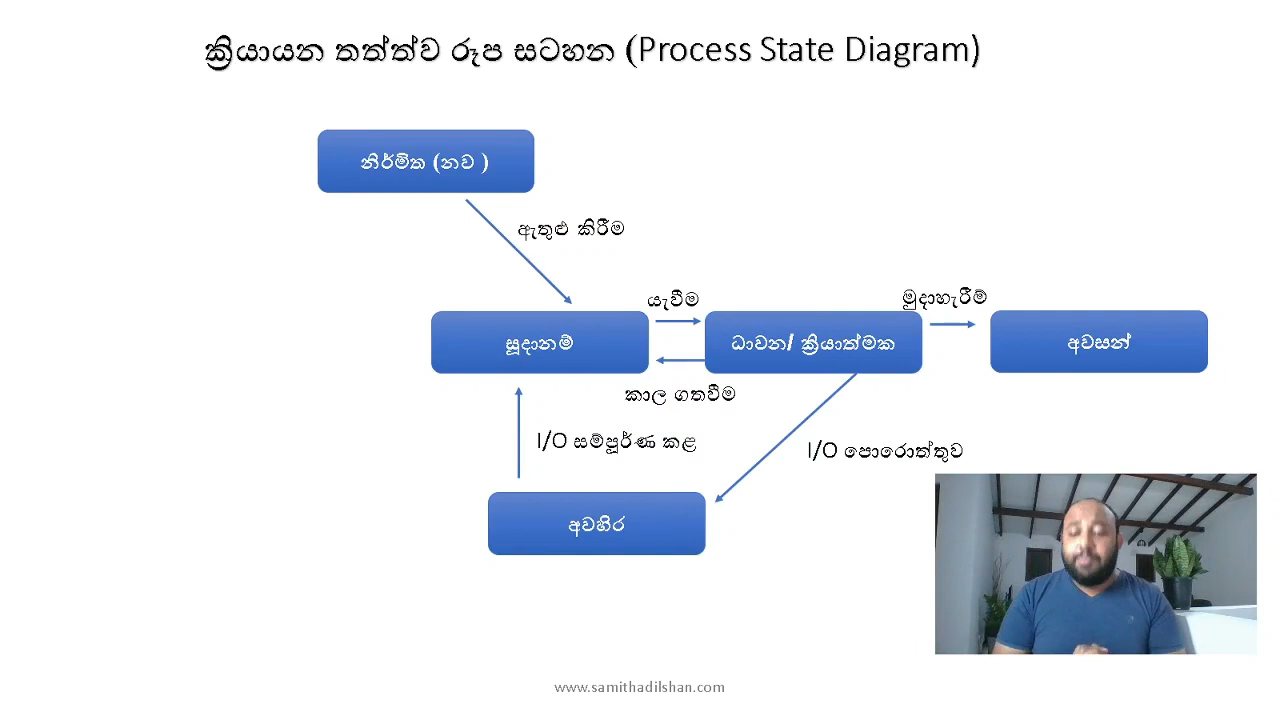 ක්‍රියායන තත්ත්ව රූප සටහන (Process State Diagram)
නිර්මිත (නව )
ඇතුළු කිරීම
යැවීම
මුදාහැරීම්
සූදානම්
ධාවන/ ක්‍රියාත්මක
අවසන්
කාල ගතවීම
I/O සම්පූර්ණ කළ
I/O පොරොත්තුව
අවහිර
www.samithadilshan.com